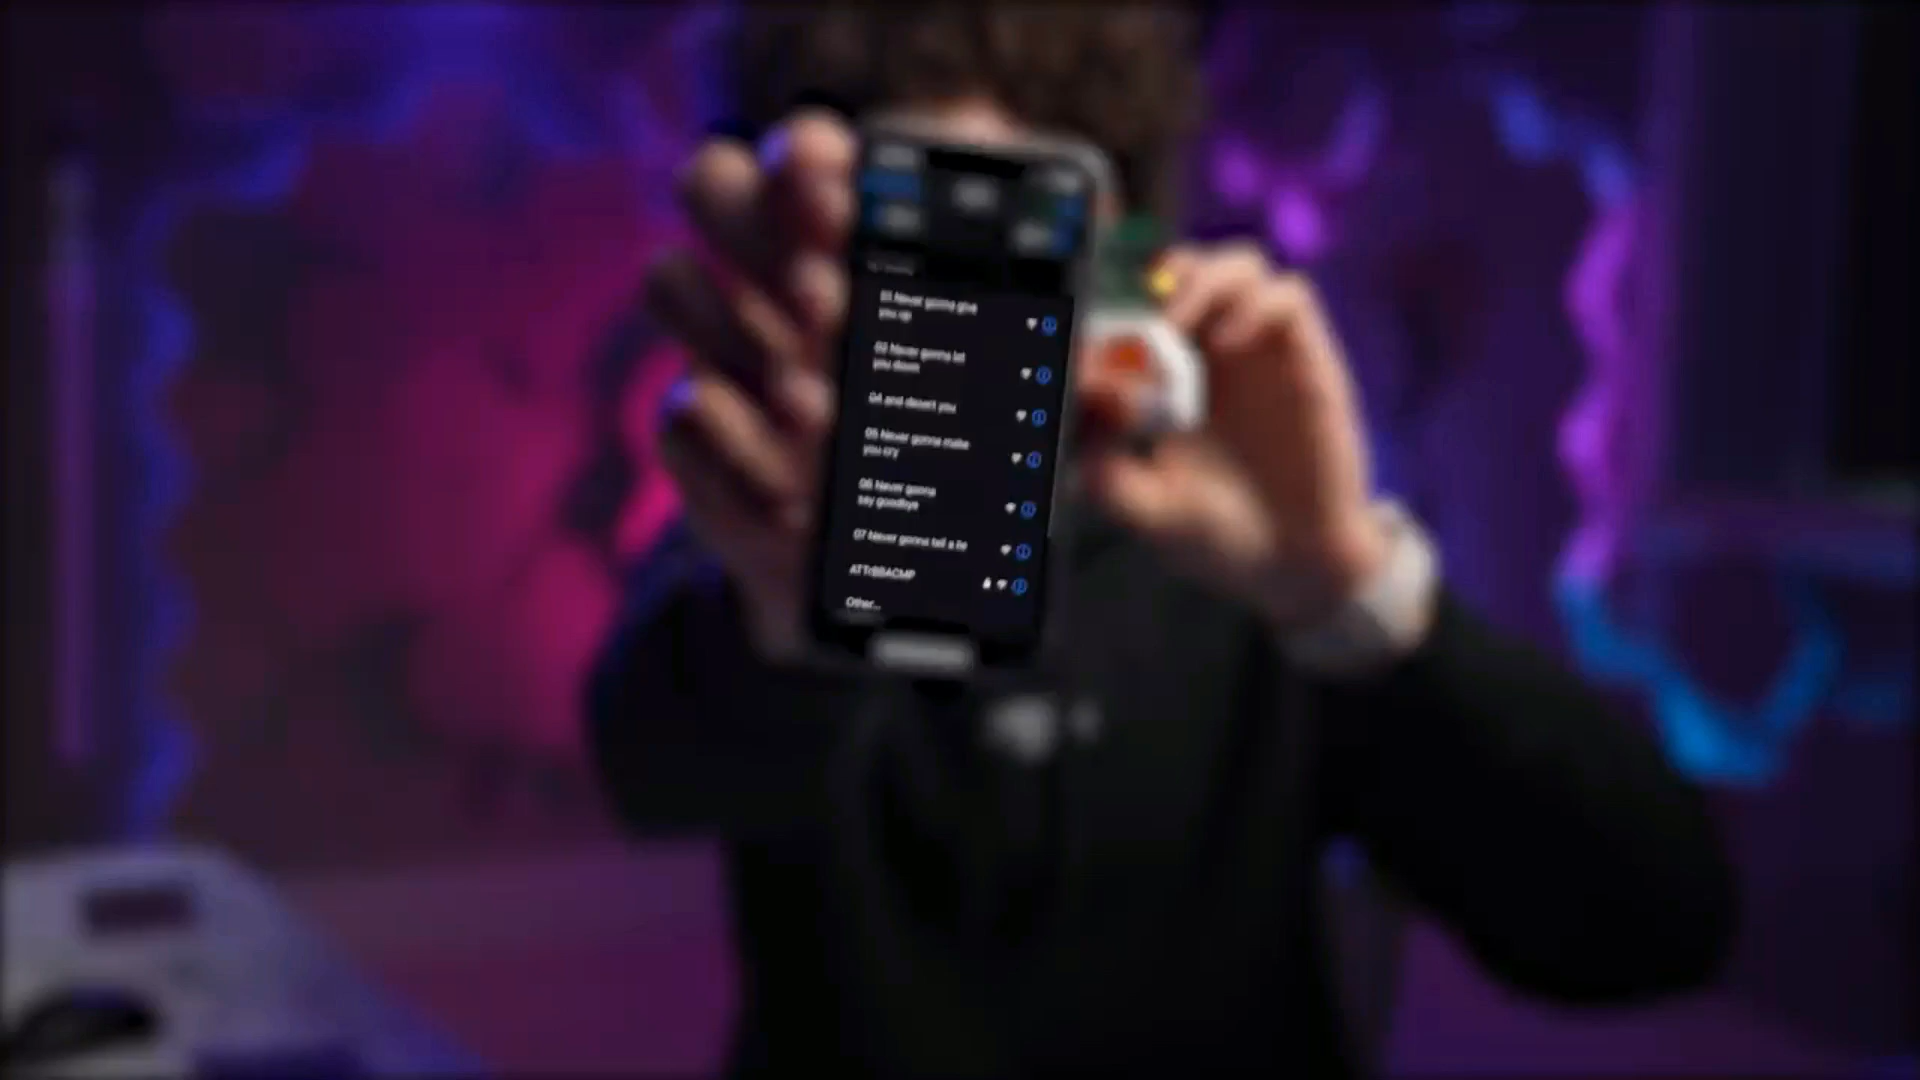 01 Never gonna give
you up
02 Never gonna let
you down
04 and desert you
05 Never gonna make
you cry
06 Never gonna
say goodbye
07 Never gonna tell a lie
Other...